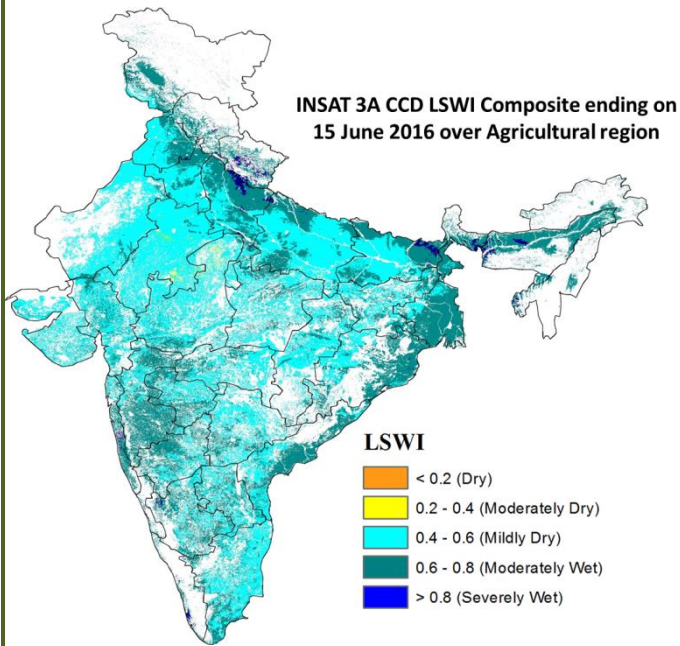 INSAT 3A CCD LSWI Composite ending on
15 June 2016 over Agricultural region
LSWI
< 0.2 (Dry)
0.2 - 0.4 (Moderately Dry)
0.4 - 0.6 (Mildly Dry)
0.6 - 0.8 (Moderately Wet)
> 0.8 (Severely Wet)